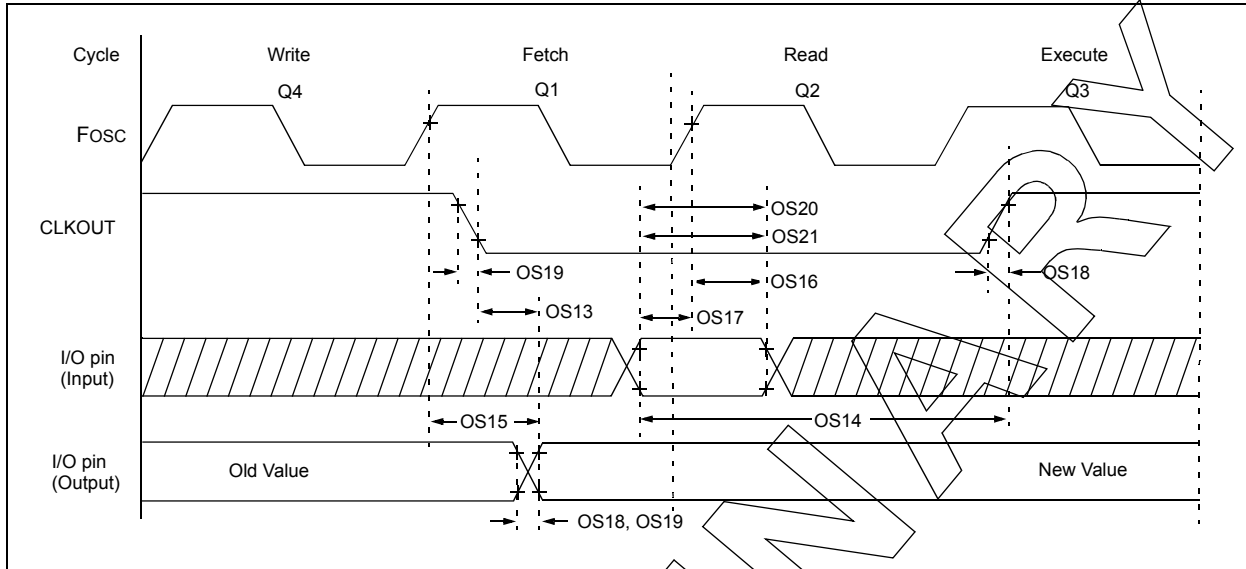 Cycle Write Fetch Read Execute
Q4 Q1 Q2 Q3
FOSC
CLKOUT
OS20
OS21
OS19 OS16 OS18
OS13 OS17
I/O pin
(Input)
OS15 OS14
I/O pin
(Output)
Old Value New Value
OS18, OS19
NARY